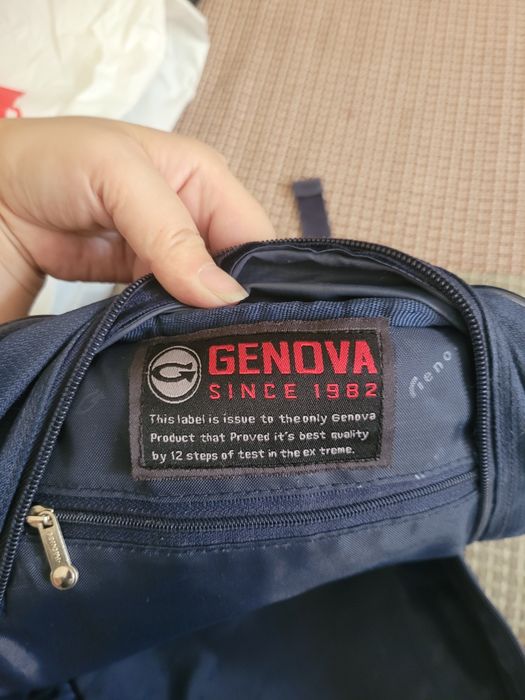 GENOVA
SINCE 1982
This label is issue to the only Genova
Product that Proved it's best quality
by 12 steps of test in the ex treme.
Geno